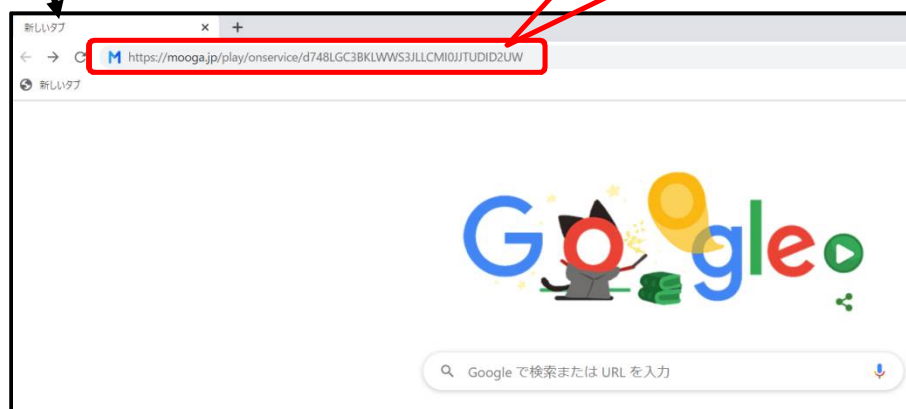 新しいタブ
M https://mooga.jp/play/onservice/d748LGC3BKLWWS3JLLCMI0JJTUDID2UW
新しいタブ
Google
Google で検索または URL を入力